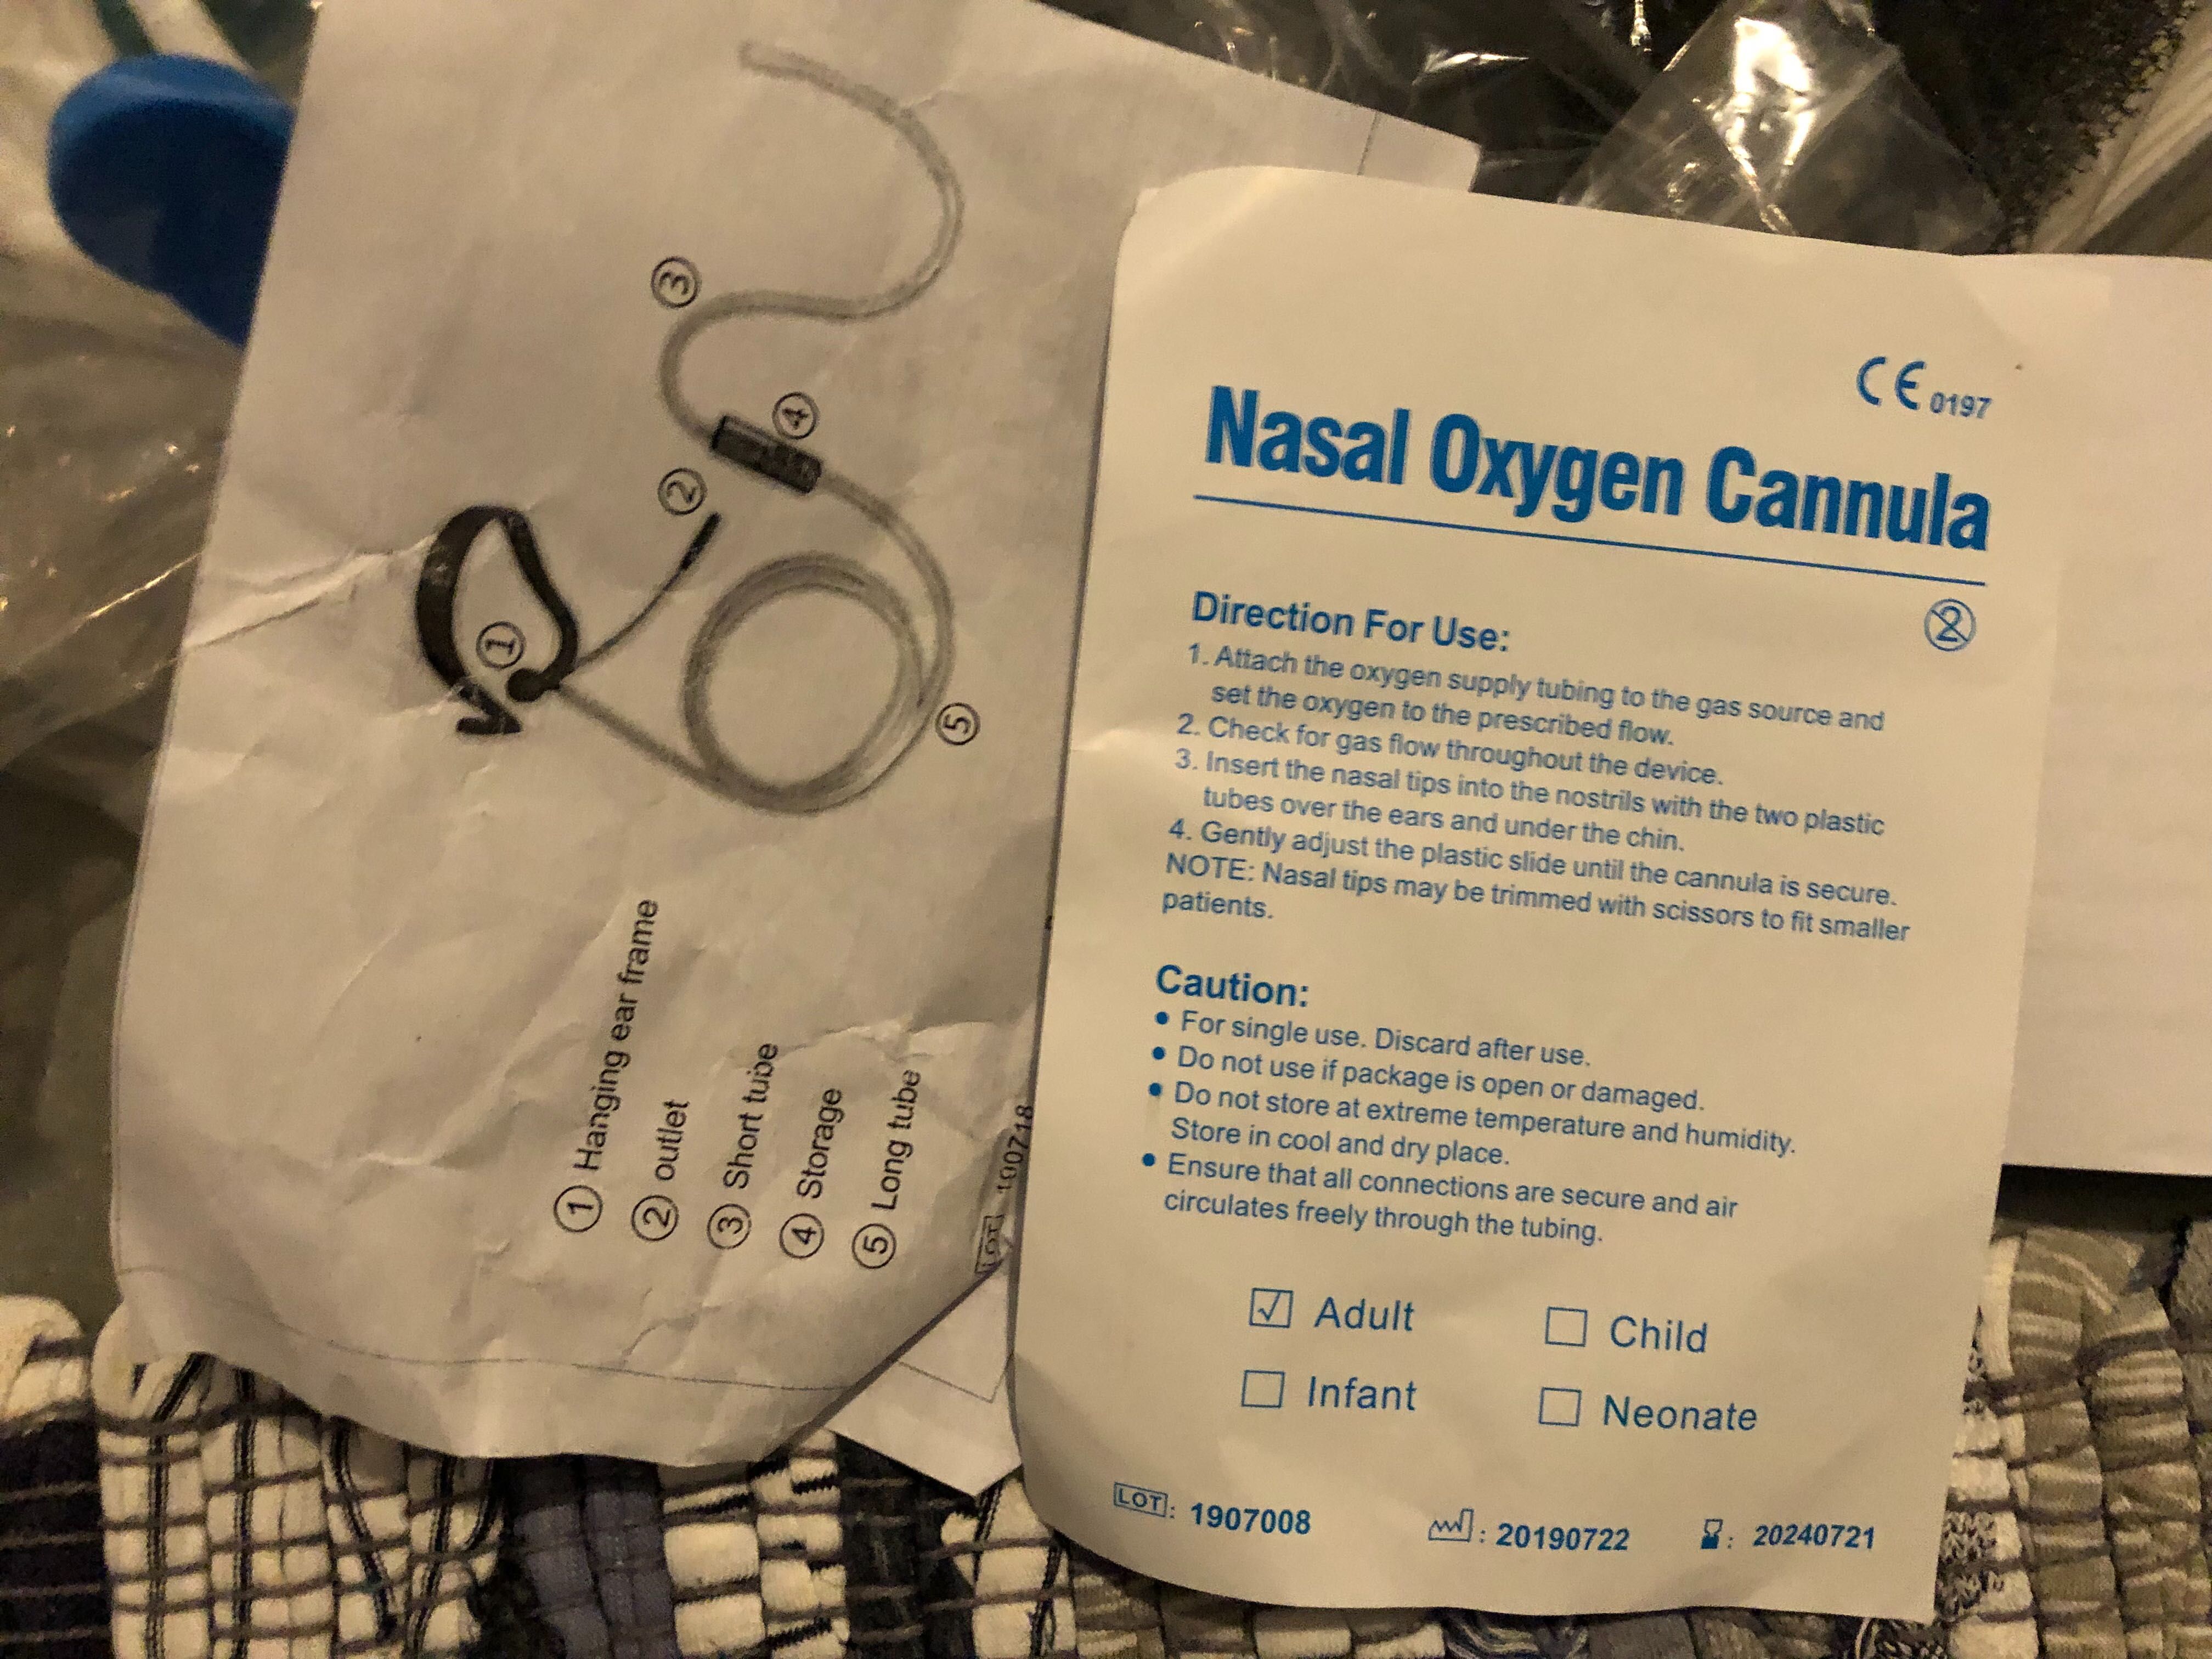 ③
④
②
①
⑤
① Hanging ear frame
② outlet
③ Short tube
④ Storage
⑤ Long tube
LOT 190718
CE 0197
Nasal Oxygen Cannula
2
Direction For Use:
1. Attach the oxygen supply tubing to the gas source and
set the oxygen to the prescribed flow.
2. Check for gas flow throughout the device.
3. Insert the nasal tips into the nostrils with the two plastic
tubes over the ears and under the chin.
4. Gently adjust the plastic slide until the cannula is secure.
NOTE: Nasal tips may be trimmed with scissors to fit smaller
patients.
Caution:
● For single use. Discard after use.
● Do not use if package is open or damaged.
● Do not store at extreme temperature and humidity.
Store in cool and dry place.
● Ensure that all connections are secure and air
circulates freely through the tubing.
☑ Adult ☐ Child
☐ Infant ☐ Neonate
LOT: 1907008 : 20190722 : 20240721